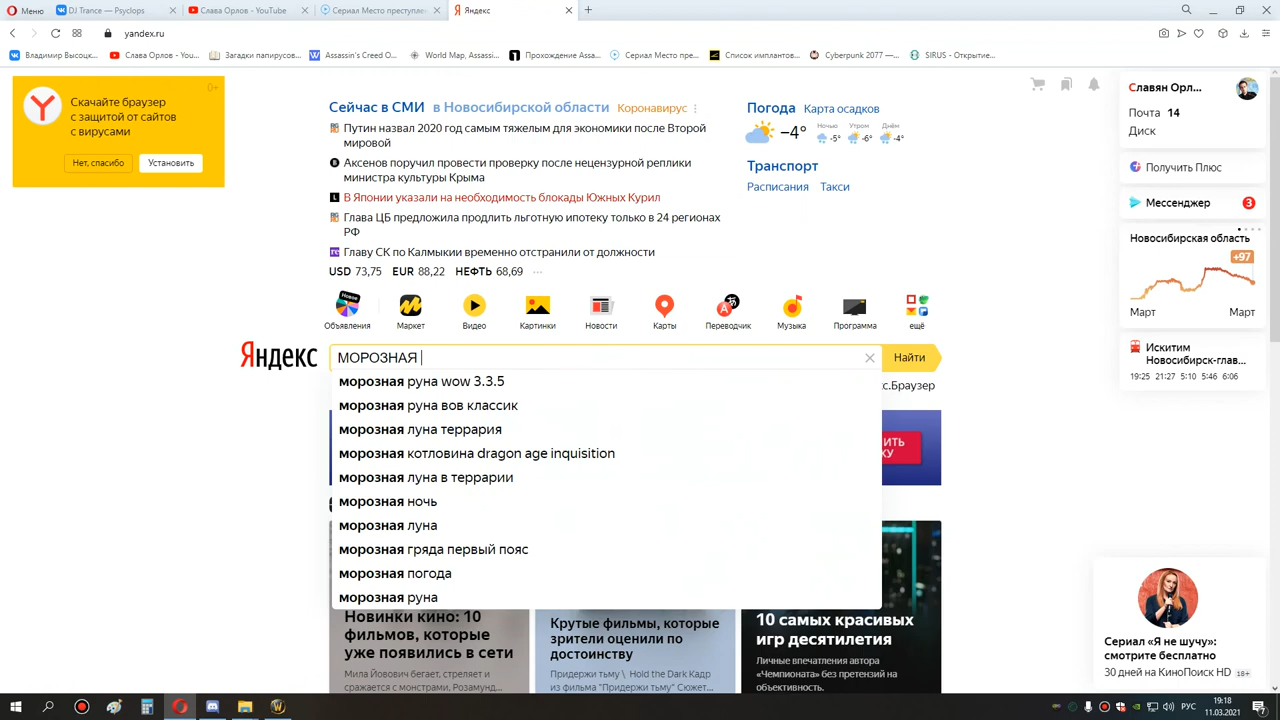 Меню
DJ Trance — Psyclops
Слава Орлов - YouTube
Сериал Место преступлен...
Яндекс
yandex.ru
Владимир Высоцк...
Слава Орлов - You...
Загадки папирусов...
Assassin's Creed O...
World Map, Assassi...
Прохождение Assa...
Сериал Место пре...
Список имплантов...
Cyberpunk 2077 —...
SIRUS - Открытие...
0+
Скачайте браузер
с защитой от сайтов
с вирусами
Нет, спасибо
Установить
Сейчас в СМИ
в Новосибирской области
Коронавирус
Путин назвал 2020 год самым тяжелым для экономики после Второй
мировой
Аксенов поручил провести проверку после нецензурной реплики
министра культуры Крыма
В Японии указали на необходимость блокады Южных Курил
Глава ЦБ предложила продлить льготную ипотеку только в 24 регионах
РФ
Главу СК по Калмыкии временно отстранили от должности
USD 73,75 EUR 88,22 НЕФТЬ 68,69 ...
Погода Карта осадков
−4°
Ночью
-5°
Утром
-6°
Днём
-4°
Транспорт
Расписания Такси
Славян Орл...
Почта 14
Диск
Получить Плюс
Мессенджер 3
Новосибирская область
+97
Март Март
Искитим
Новосибирск-глав...
19:25 21:27 5:10 5:46 6:06
Новое
Объявления
Маркет
Видео
Картинки
Новости
Карты
Переводчик
Музыка
Программа
ещё
Яндекс
МОРОЗНАЯ
Найти
с.Браузер
морозная руна wow 3.3.5
морозная руна вов классик
морозная луна террария
морозная котловина dragon age inquisition
морозная луна в террарии
морозная ночь
морозная луна
морозная гряда первый пояс
морозная погода
морозная руна
ИТЬ
КУ
Новинки кино: 10
фильмов, которые
уже появились в сети
Мила Йовович бегает, стреляет и
сражается с монстрами, Розамунд...
Крутые фильмы, которые
зрители оценили по
достоинству
Придержи тьму \ Hold the Dark Кадр
из фильма "Придержи тьму" Сюжет...
10 самых красивых
игр десятилетия
Личные впечатления автора
«Чемпионата» без претензий на
объективность.
Сериал «Я не шучу»:
смотрите бесплатно
30 дней на КиноПоиск HD 18+
РУС
19:18
11.03.2021
7